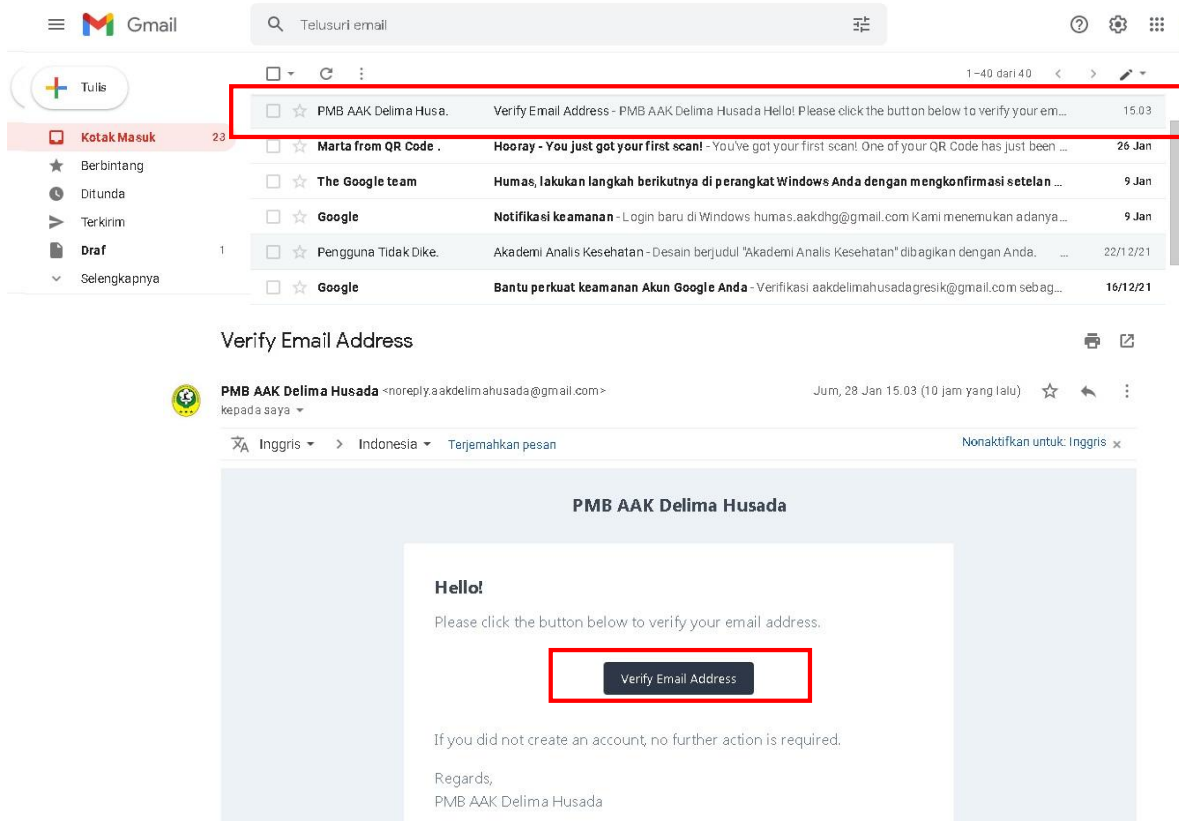 Gmail
Telusuri email
Tulis
1–40 dari 40
Kotak Masuk 23
Berbintang
Ditunda
Terkirim
Draf 1
Selengkapnya
PMB AAK Delima Husa. Verify Email Address - PMB AAK Delima Husada Hello! Please click the button below to verify your em... 15.03
Marta from QR Code . Hooray - You just got your first scan! - You've got your first scan! One of your QR Code has just been ... 26 Jan
The Google team Humas, lakukan langkah berikutnya di perangkat Windows Anda dengan mengkonfirmasi setelan ... 9 Jan
Google Notifikasi keamanan - Login baru di Windows humas.aakdhg@gmail.com Kami menemukan adanya... 9 Jan
Pengguna Tidak Dike. Akademi Analis Kesehatan - Desain berjudul "Akademi Analis Kesehatan" dibagikan dengan Anda. ... 22/12/21
Google Bantu perkuat keamanan Akun Google Anda - Verifikasi aakdelimahusadagresik@gmail.com sebag... 16/12/21
Verify Email Address
PMB AAK Delima Husada <noreply.aakdelimahusada@gmail.com> Jum, 28 Jan 15.03 (10 jam yang lalu)
kepada saya
Inggris > Indonesia Terjemahkan pesan Nonaktifkan untuk: Inggris x
PMB AAK Delima Husada
Hello!
Please click the button below to verify your email address.
Verify Email Address
If you did not create an account, no further action is required.
Regards,
PMB AAK Delima Husada